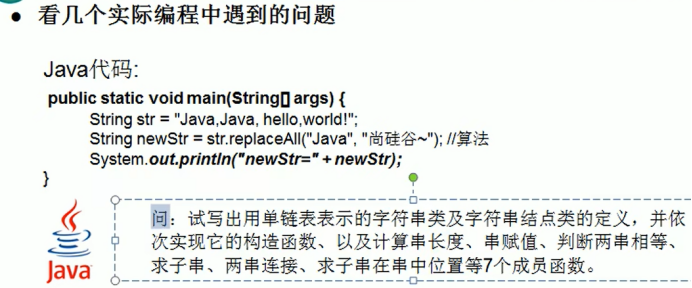 ● 看几个实际编程中遇到的问题
Java代码:
public static void main(String[] args) {
String str = "Java,Java, hello,world!";
String newStr = str.replaceAll("Java", "尚硅谷~"); //算法
System.out.println("newStr=" + newStr);
}
问：试写出用单链表表示的字符串类及字符串结点类的定义，并依
次实现它的构造函数、以及计算串长度、串赋值、判断两串相等、
求子串、两串连接、求子串在串中位置等7个成员函数。
Java